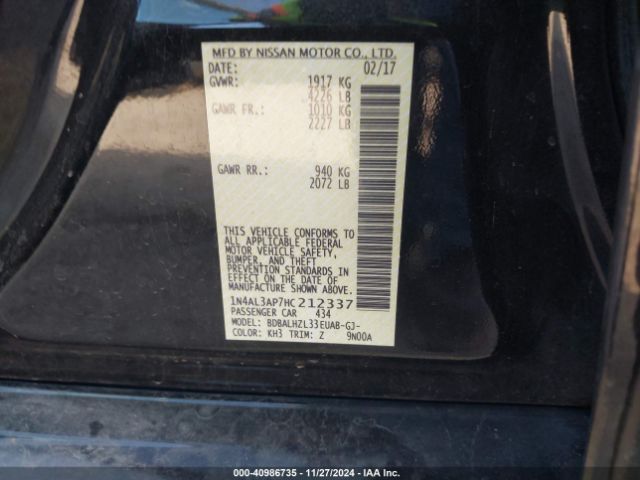 MFD BY NISSAN MOTOR CO., LTD.
DATE: 02/17
GVWR: 1917 KG
4226 LB
GAWR FR.: 1010 KG
2227 LB
GAWR RR.: 940 KG
2072 LB
THIS VEHICLE CONFORMS TO
ALL APPLICABLE FEDERAL
MOTOR VEHICLE SAFETY,
BUMPER, AND THEFT
PREVENTION STANDARDS
IN EFFECT ON THE DATE OF
MANUFACTURE SHOWN ABOVE.
1N4AL3AP7HC212337
PASSENGER CAR 434
MODEL: BDBALHZL33EUAB-GJ-
COLOR: KH3 TRIM: Z 9N00A
000-40986735 - 11/27/2024 - IAA Inc.